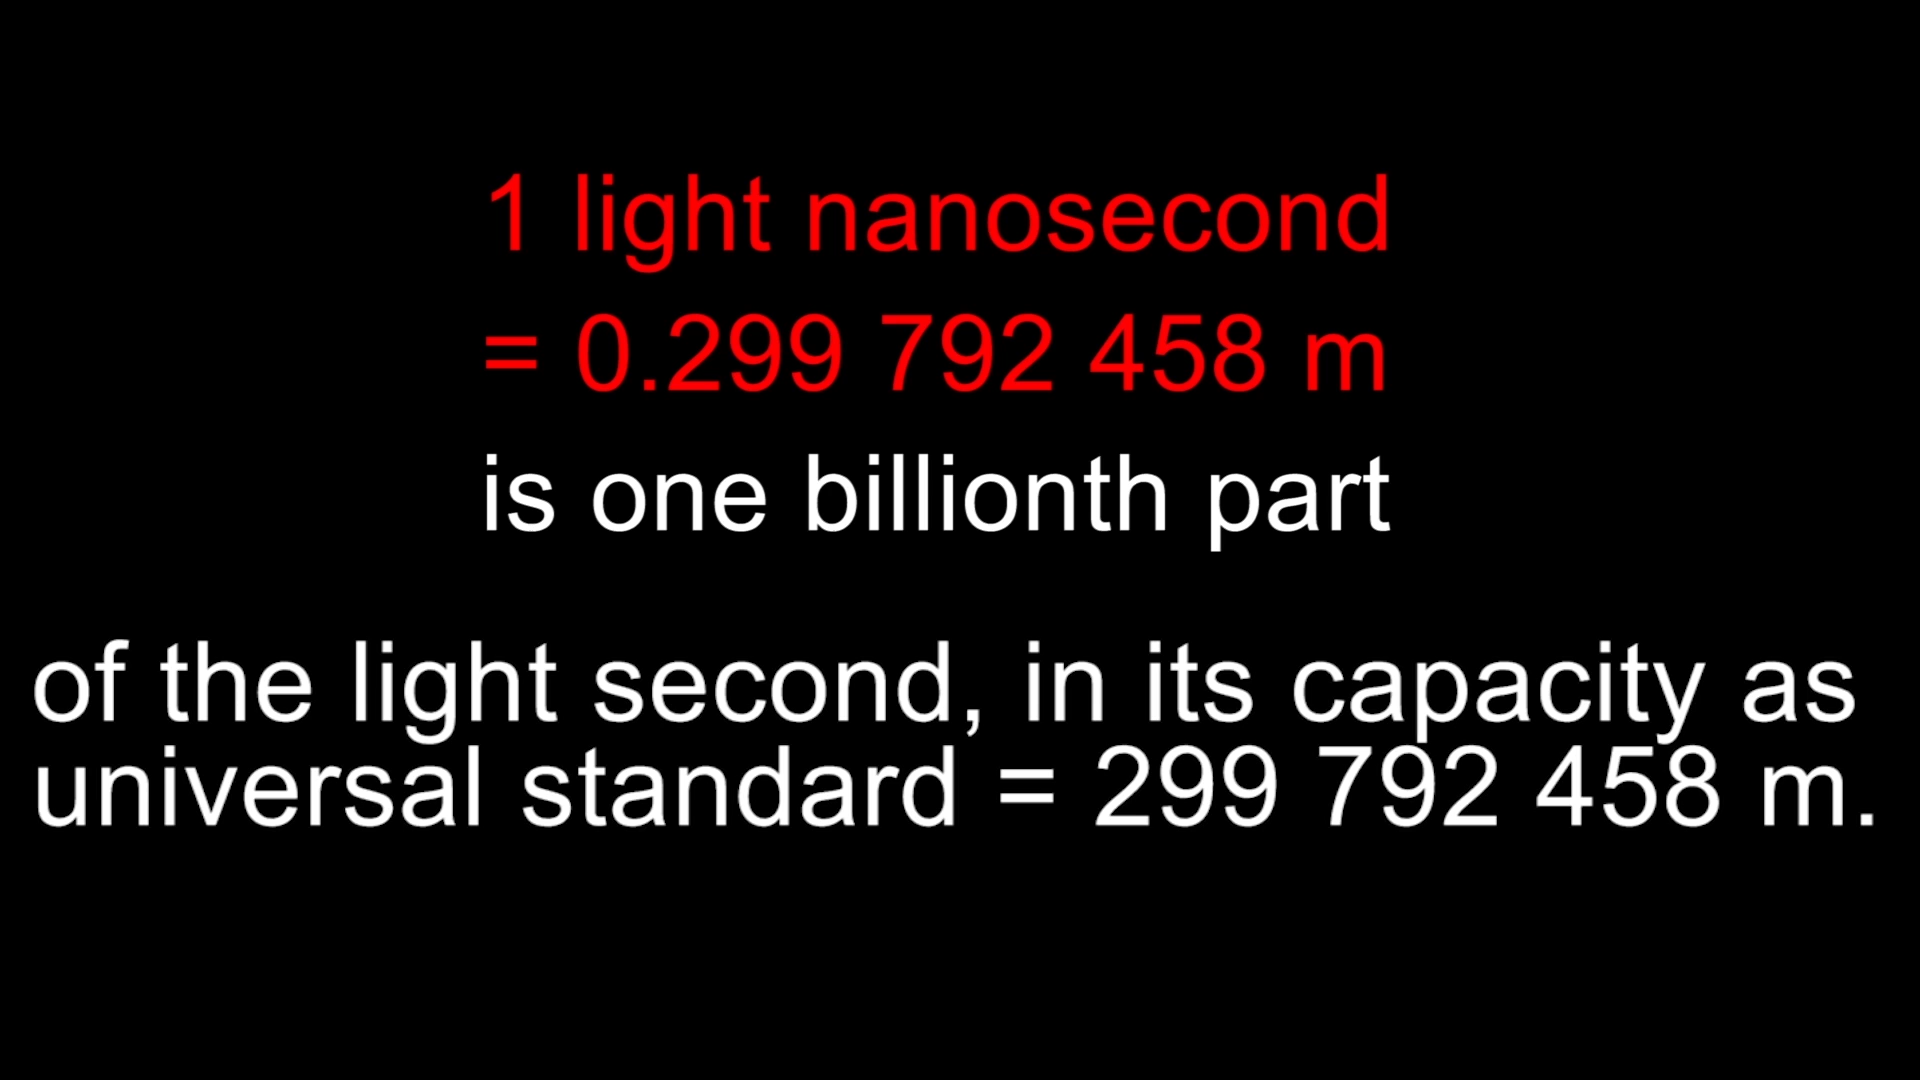 1 light nanosecond
= 0.299 792 458 m
is one billionth part
of the light second, in its capacity as
universal standard = 299 792 458 m.